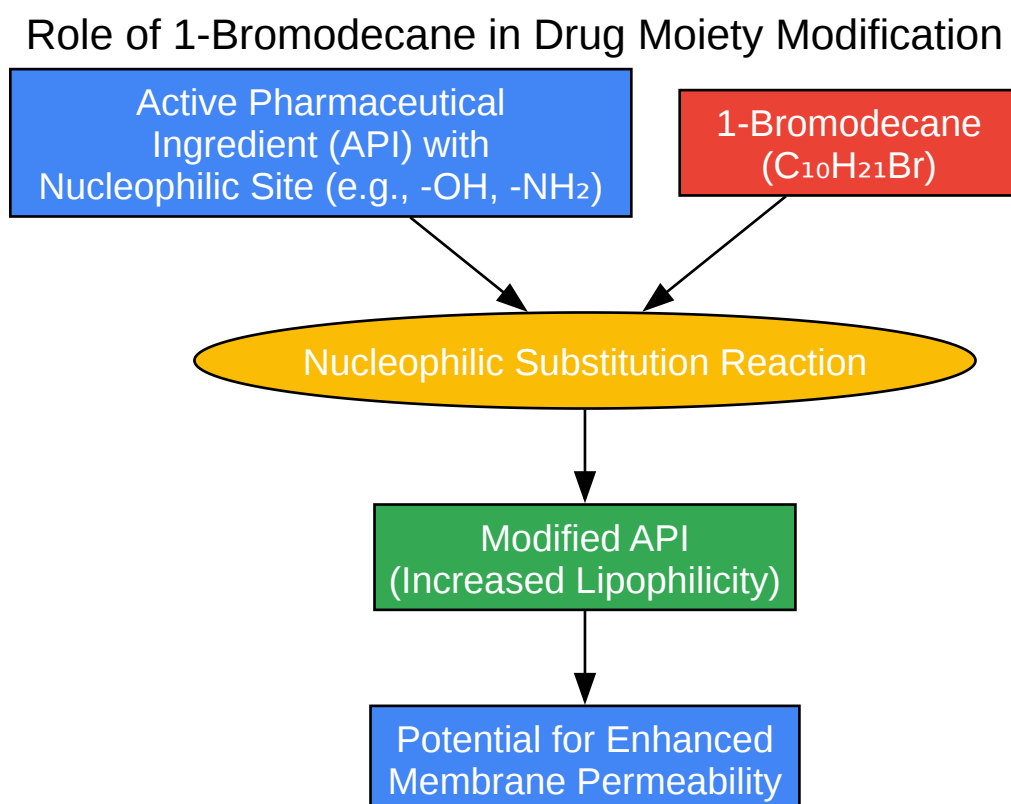 Role of 1-Bromodecane in Drug Moiety Modification
Active Pharmaceutical
Ingredient (API) with
Nucleophilic Site (e.g., -OH, -NH₂)
1-Bromodecane
(C₁₀H₂₁Br)
Nucleophilic Substitution Reaction
Modified API
(Increased Lipophilicity)
Potential for Enhanced
Membrane Permeability